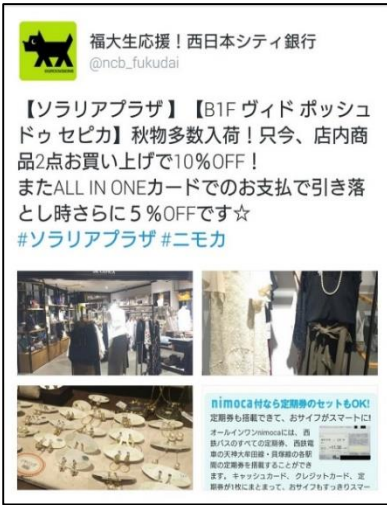 福大生応援！西日本シティ銀行
@ncb_fukudai
【ソラリアプラザ】【B1F ヴィド ポッシュ
ドゥ セピカ】秋物多数入荷！只今、店内商
品2点お買い上げで10％OFF！
またALL IN ONEカードでのお支払で引き落
とし時さらに５％OFFです☆
#ソラリアプラザ #ニモカ
nimoca付なら定期券のセットもOK!
定期券も搭載できて、おサイフがスマートに!
オールインワンnimocaには、西
鉄バスのすべての定期券、西鉄電
車の天神大牟田線・貝塚線の各駅
間の定期券を搭載することができ
ます。キャッシュカード、クレジットカード、定
期券が1枚にまとまって、おサイフもすっきりスマー